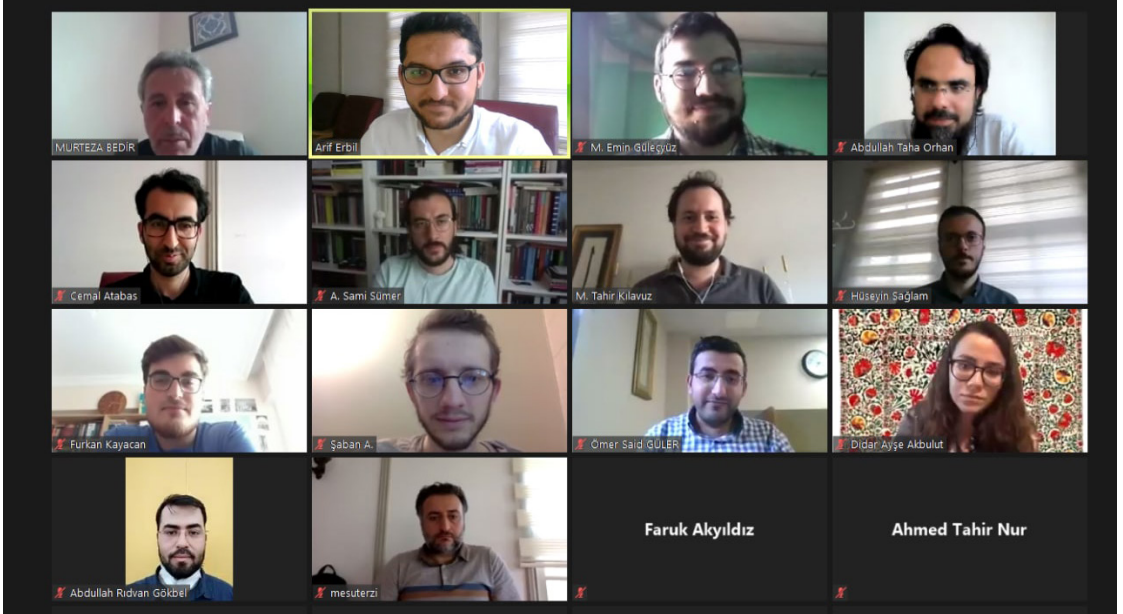 MURTEZA BEDİR
Arif Erbil
M. Emin Güleçyüz
Abdullah Taha Orhan
Cemal Atabas
A. Sami Sümer
M. Tahir Kılavuz
Hüseyin Sağlam
Furkan Kayacan
Şaban A.
Ömer Said GÜLER
Didar Ayşe Akbulut
Abdullah Rıdvan Gökbel
mesuterzi
Faruk Akyıldız
Ahmed Tahir Nur